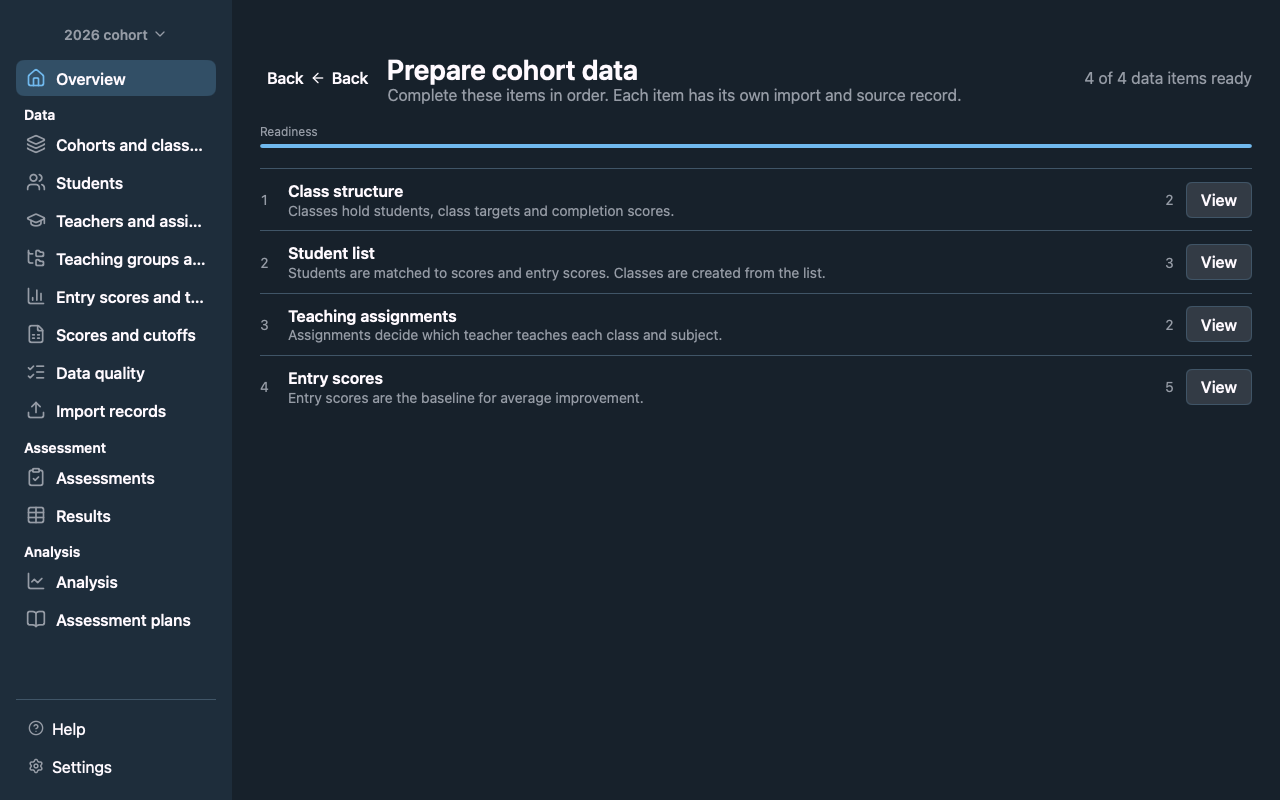 2026 cohort
Overview
Data
Cohorts and class...
Students
Teachers and assi...
Teaching groups a...
Entry scores and t...
Scores and cutoffs
Data quality
Import records
Assessment
Assessments
Results
Analysis
Analysis
Assessment plans
Help
Settings
Back ← Back
Prepare cohort data
Complete these items in order. Each item has its own import and source record.
4 of 4 data items ready
Readiness
1 Class structure 2 View
Classes hold students, class targets and completion scores.
2 Student list 3 View
Students are matched to scores and entry scores. Classes are created from the list.
3 Teaching assignments 2 View
Assignments decide which teacher teaches each class and subject.
4 Entry scores 5 View
Entry scores are the baseline for average improvement.